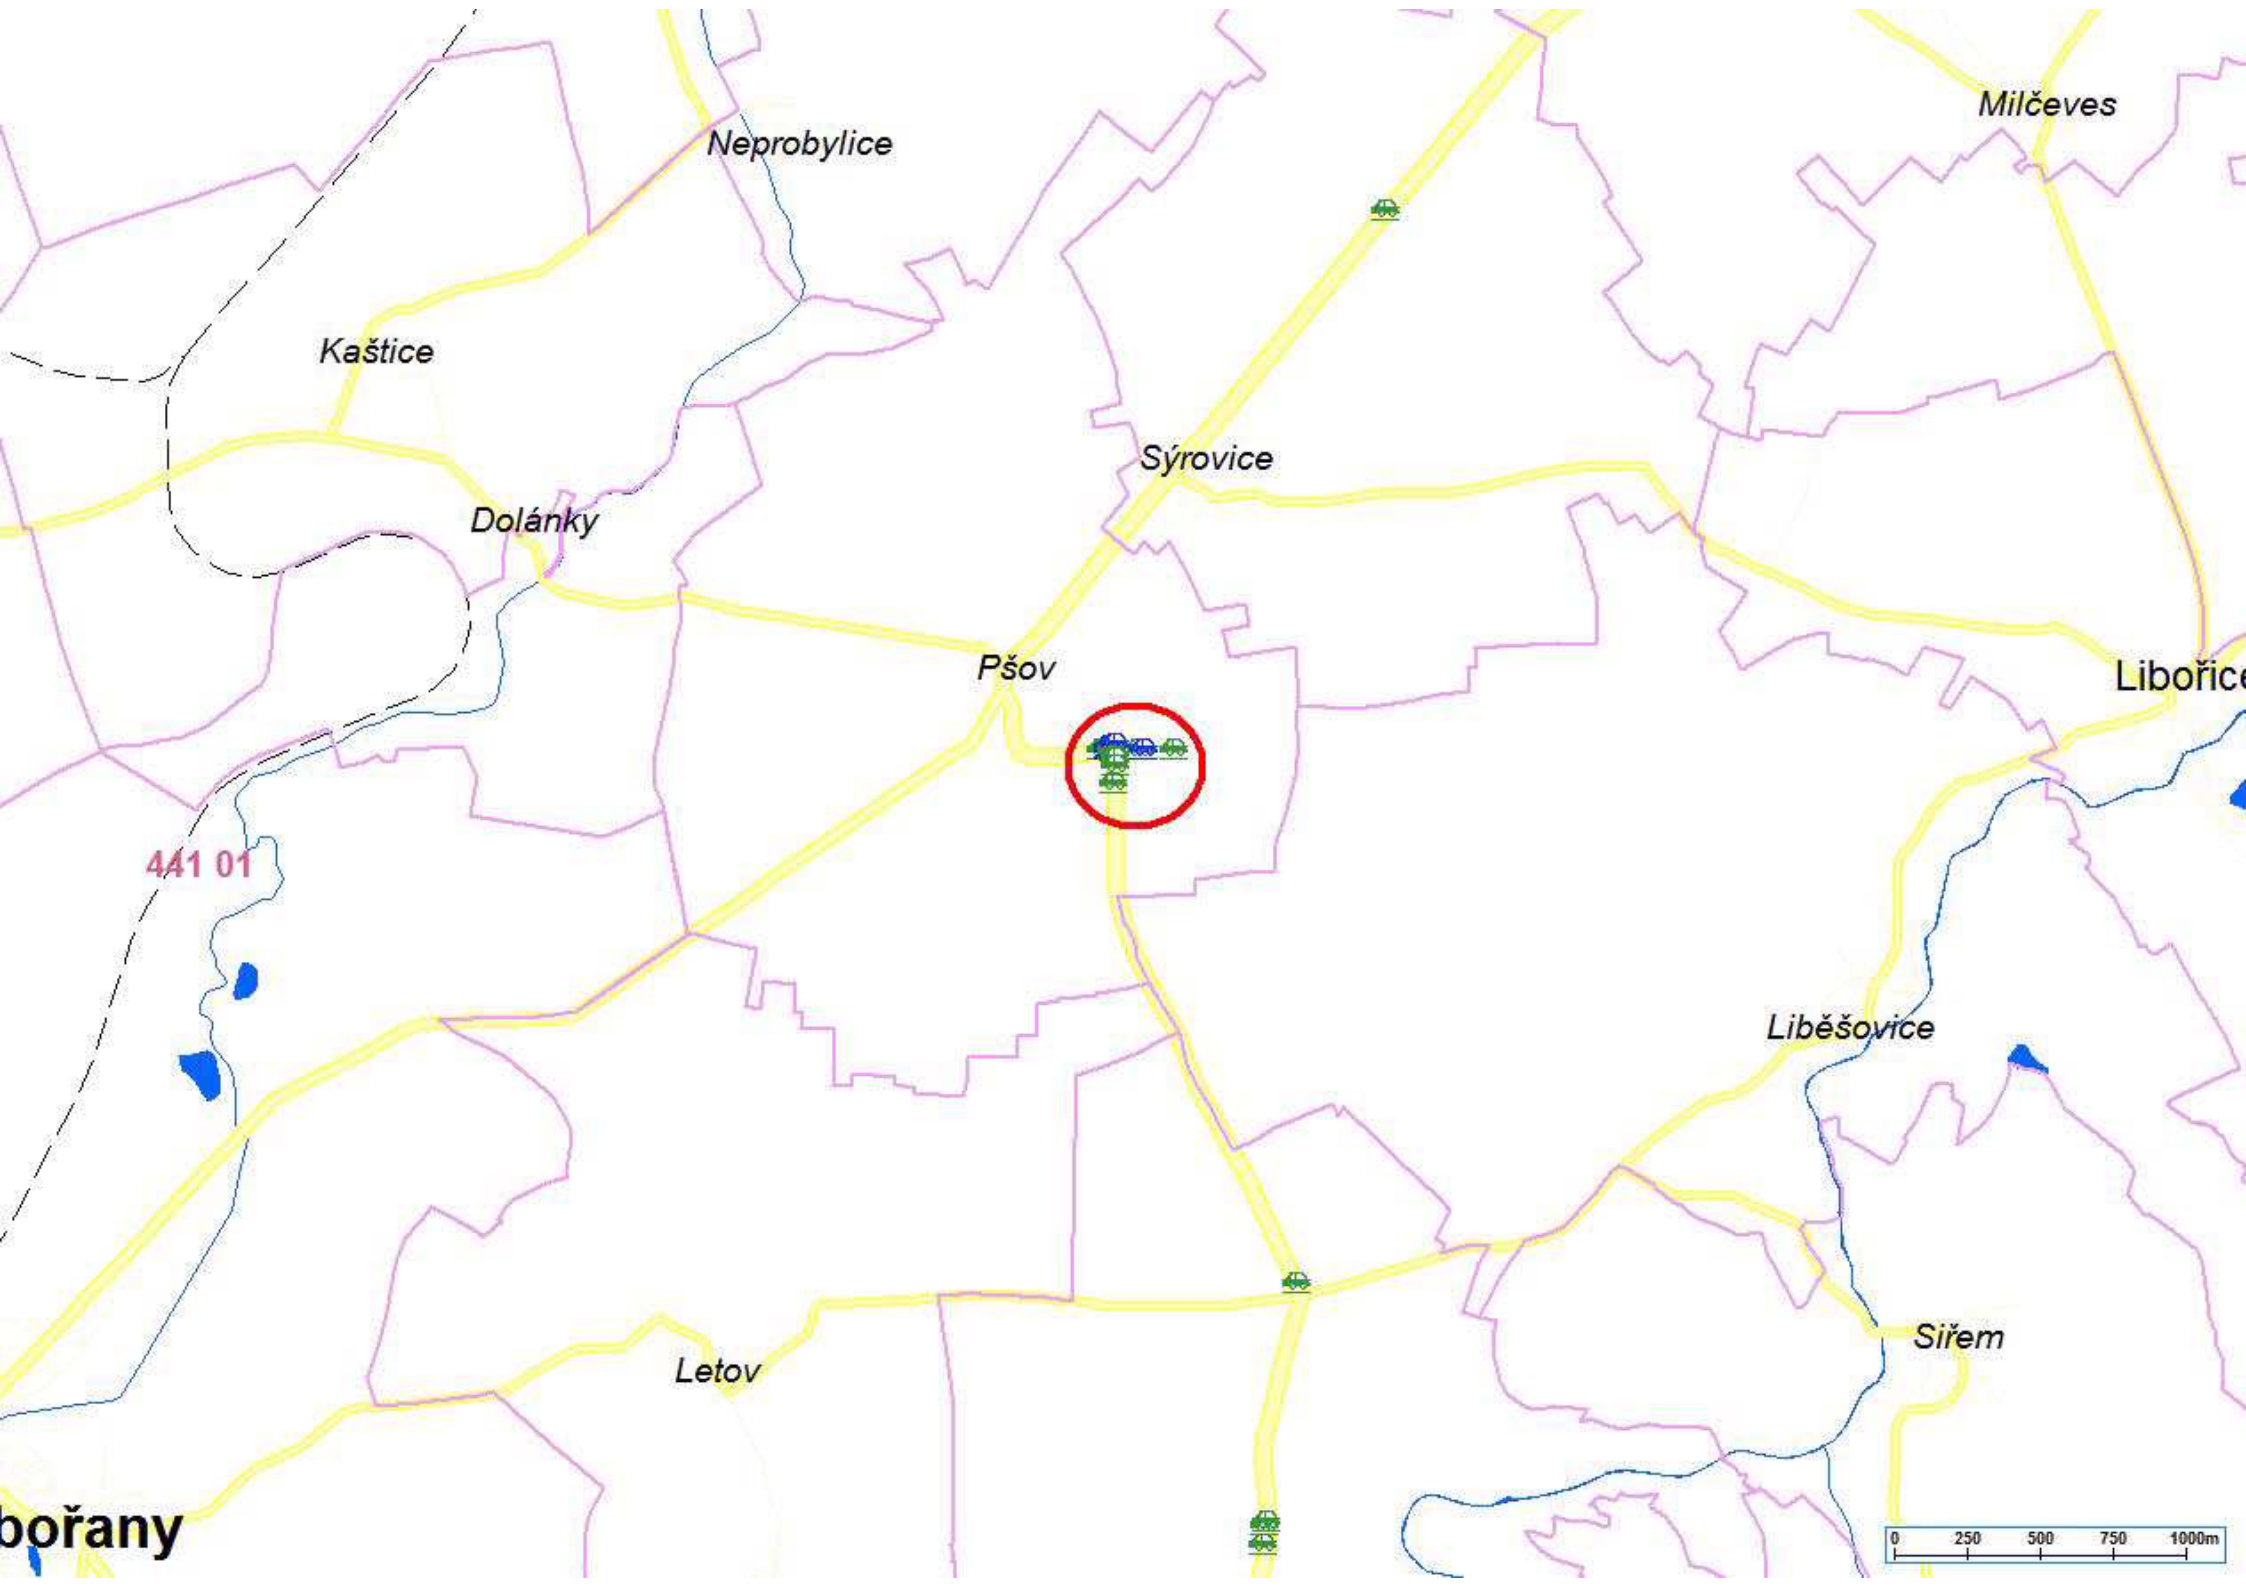 Milčeves
Neprobylice
Kaštice
Sýrovice
Dolánky
Pšov
Libořice
441 01
Liběšovice
Siřem
Letov
bořany
0 250 500 750 1000m